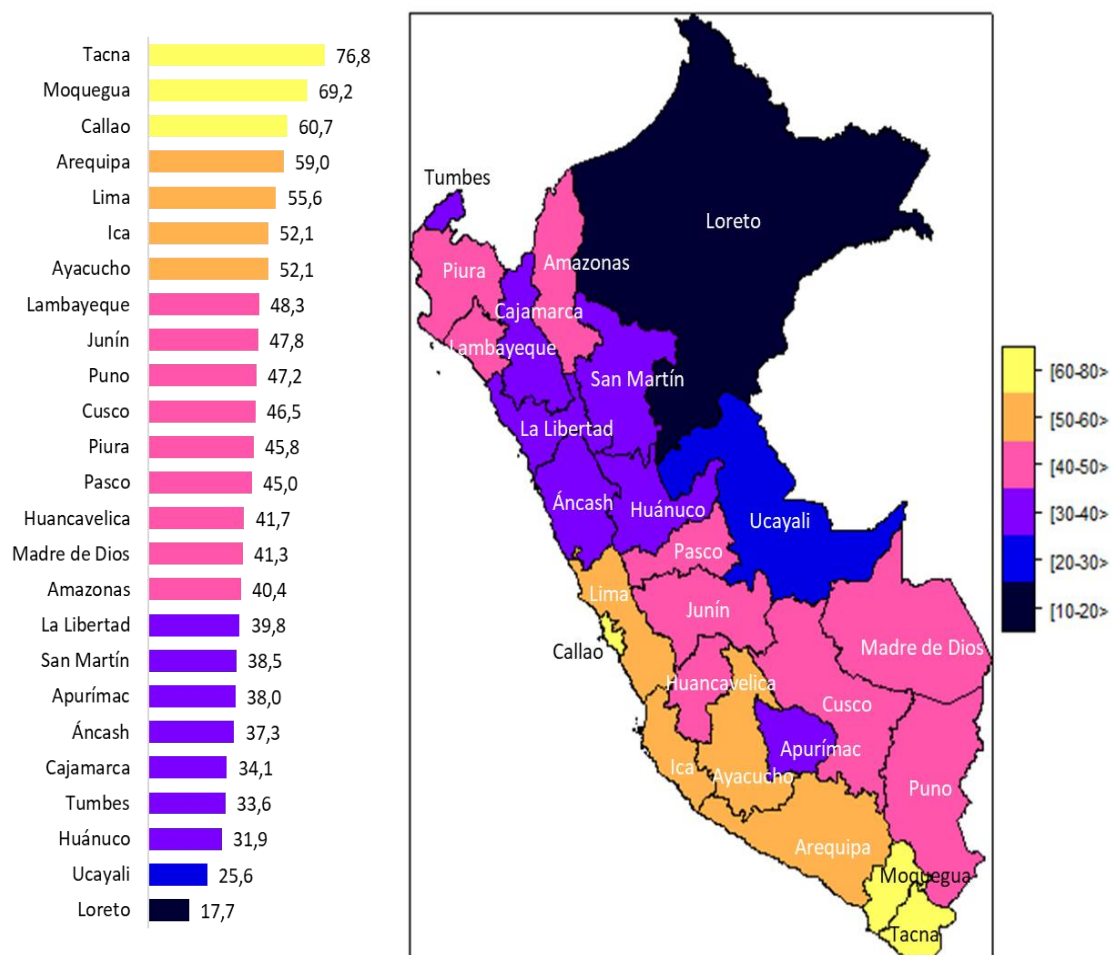 Tacna 76,8
Moquegua 69,2
Callao 60,7
Arequipa 59,0
Lima 55,6
Ica 52,1
Ayacucho 52,1
Lambayeque 48,3
Junín 47,8
Puno 47,2
Cusco 46,5
Piura 45,8
Pasco 45,0
Huancavelica 41,7
Madre de Dios 41,3
Amazonas 40,4
La Libertad 39,8
San Martín 38,5
Apurímac 38,0
Áncash 37,3
Cajamarca 34,1
Tumbes 33,6
Huánuco 31,9
Ucayali 25,6
Loreto 17,7
Tumbes
Loreto
Piura
Amazonas
Cajamarca
Lambayeque
San Martín
La Libertad
Áncash
Huánuco
Ucayali
Pasco
Lima
Junín
Callao
Madre de Dios
Huancavelica
Cusco
Apurímac
Ica
Ayacucho
Puno
Arequipa
Moquegua
Tacna
[60-80>
[50-60>
[40-50>
[30-40>
[20-30>
[10-20>